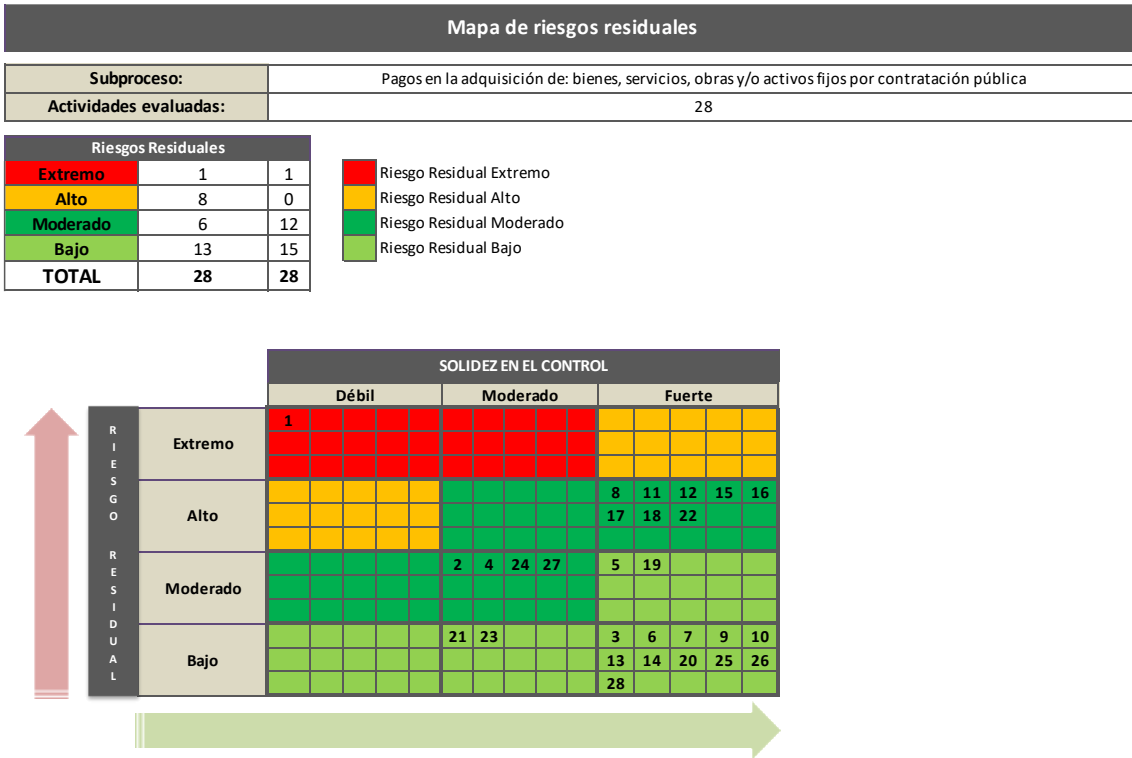 Mapa de riesgos residuales
Subproceso: Pagos en la adquisición de: bienes, servicios, obras y/o activos fijos por contratación pública
Actividades evaluadas: 28
Riesgos Residuales
Extremo 1 1
Alto 8 0
Moderado 6 12
Bajo 13 15
TOTAL 28 28
Riesgo Residual Extremo
Riesgo Residual Alto
Riesgo Residual Moderado
Riesgo Residual Bajo
SOLIDEZ EN EL CONTROL
Débil Moderado Fuerte
RIESGO RESIDUAL
Extremo 1
Alto 8 11 12 15 16
17 18 22
Moderado 2 4 24 27 5 19
Bajo 21 23 3 6 7 9 10
13 14 20 25 26
28